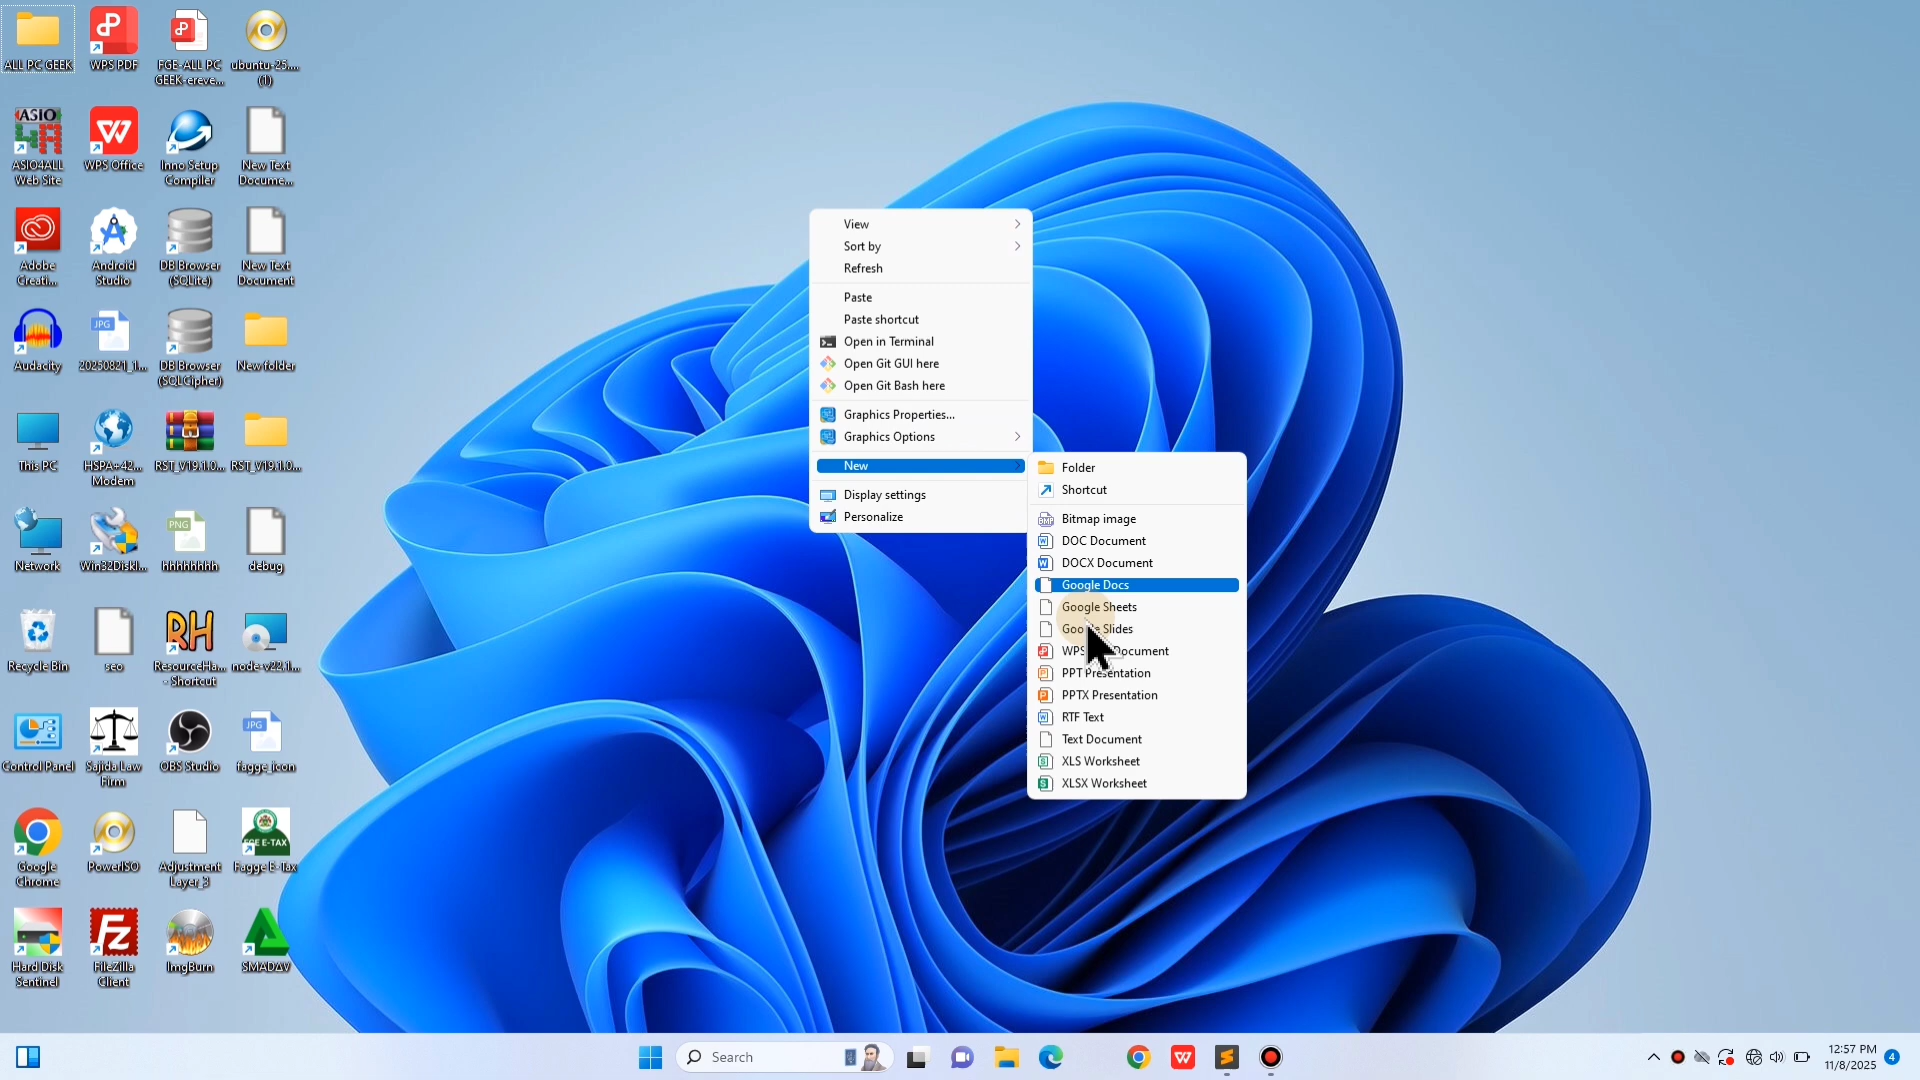 ALL PC GEEK
WPS PDF
FGE-ALL PC
GEEK-ereve...
ubuntu-25....
(1)
ASIO4ALL
Web Site
WPS Office
Inno Setup
Compiler
New Text
Docume...
Adobe
Creati...
Android
Studio
DB Browser
(SQLite)
New Text
Document
Audacity
20250821_1...
DB Browser
(SQLCipher)
New folder
This PC
HSPA+42...
Modem
RST_V19.1.0...
RST_V19.1.0...
Network
Win32DiskI...
hhhhhhhh
debug
Recycle Bin
seo
ResourceHa...
- Shortcut
node-v22.1...
Control Panel
Sajida Law
Firm
OBS Studio
fagge_icon
Google
Chrome
PowerISO
Adjustment
Layer_3
Fagge E-Tax
Hard Disk
Sentinel
FileZilla
Client
ImgBurn
SMADAV
View
Sort by
Refresh
Paste
Paste shortcut
Open in Terminal
Open Git GUI here
Open Git Bash here
Graphics Properties...
Graphics Options
New
Display settings
Personalize
Folder
Shortcut
Bitmap image
DOC Document
DOCX Document
Google Docs
Google Sheets
Google Slides
WPS Document
PPT Presentation
PPTX Presentation
RTF Text
Text Document
XLS Worksheet
XLSX Worksheet
Search
12:57 PM
11/8/2025
4